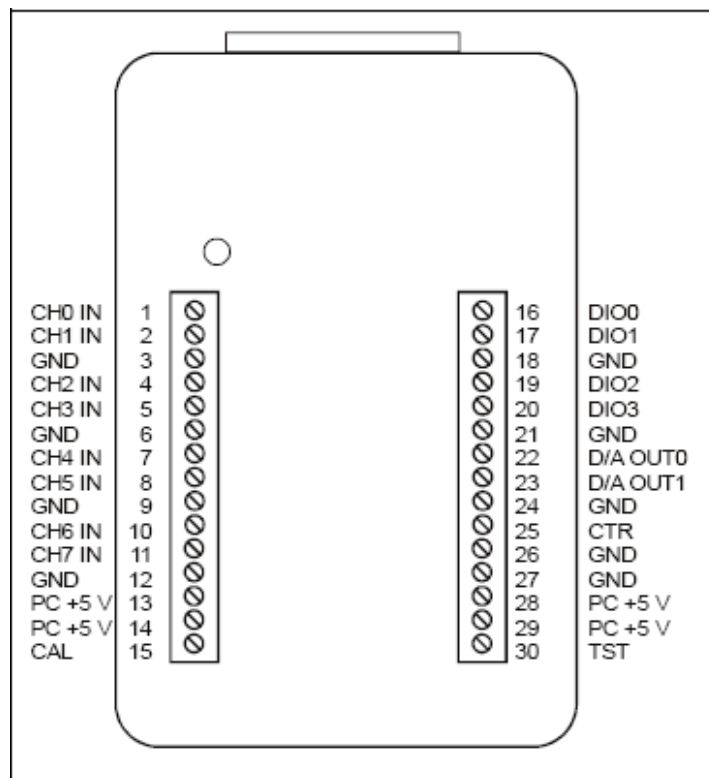 CH0 IN 1 16 DIO0
CH1 IN 2 17 DIO1
GND 3 18 GND
CH2 IN 4 19 DIO2
CH3 IN 5 20 DIO3
GND 6 21 GND
CH4 IN 7 22 D/A OUT0
CH5 IN 8 23 D/A OUT1
GND 9 24 GND
CH6 IN 10 25 CTR
CH7 IN 11 26 GND
GND 12 27 GND
PC +5 V 13 28 PC +5 V
PC +5 V 14 29 PC +5 V
CAL 15 30 TST